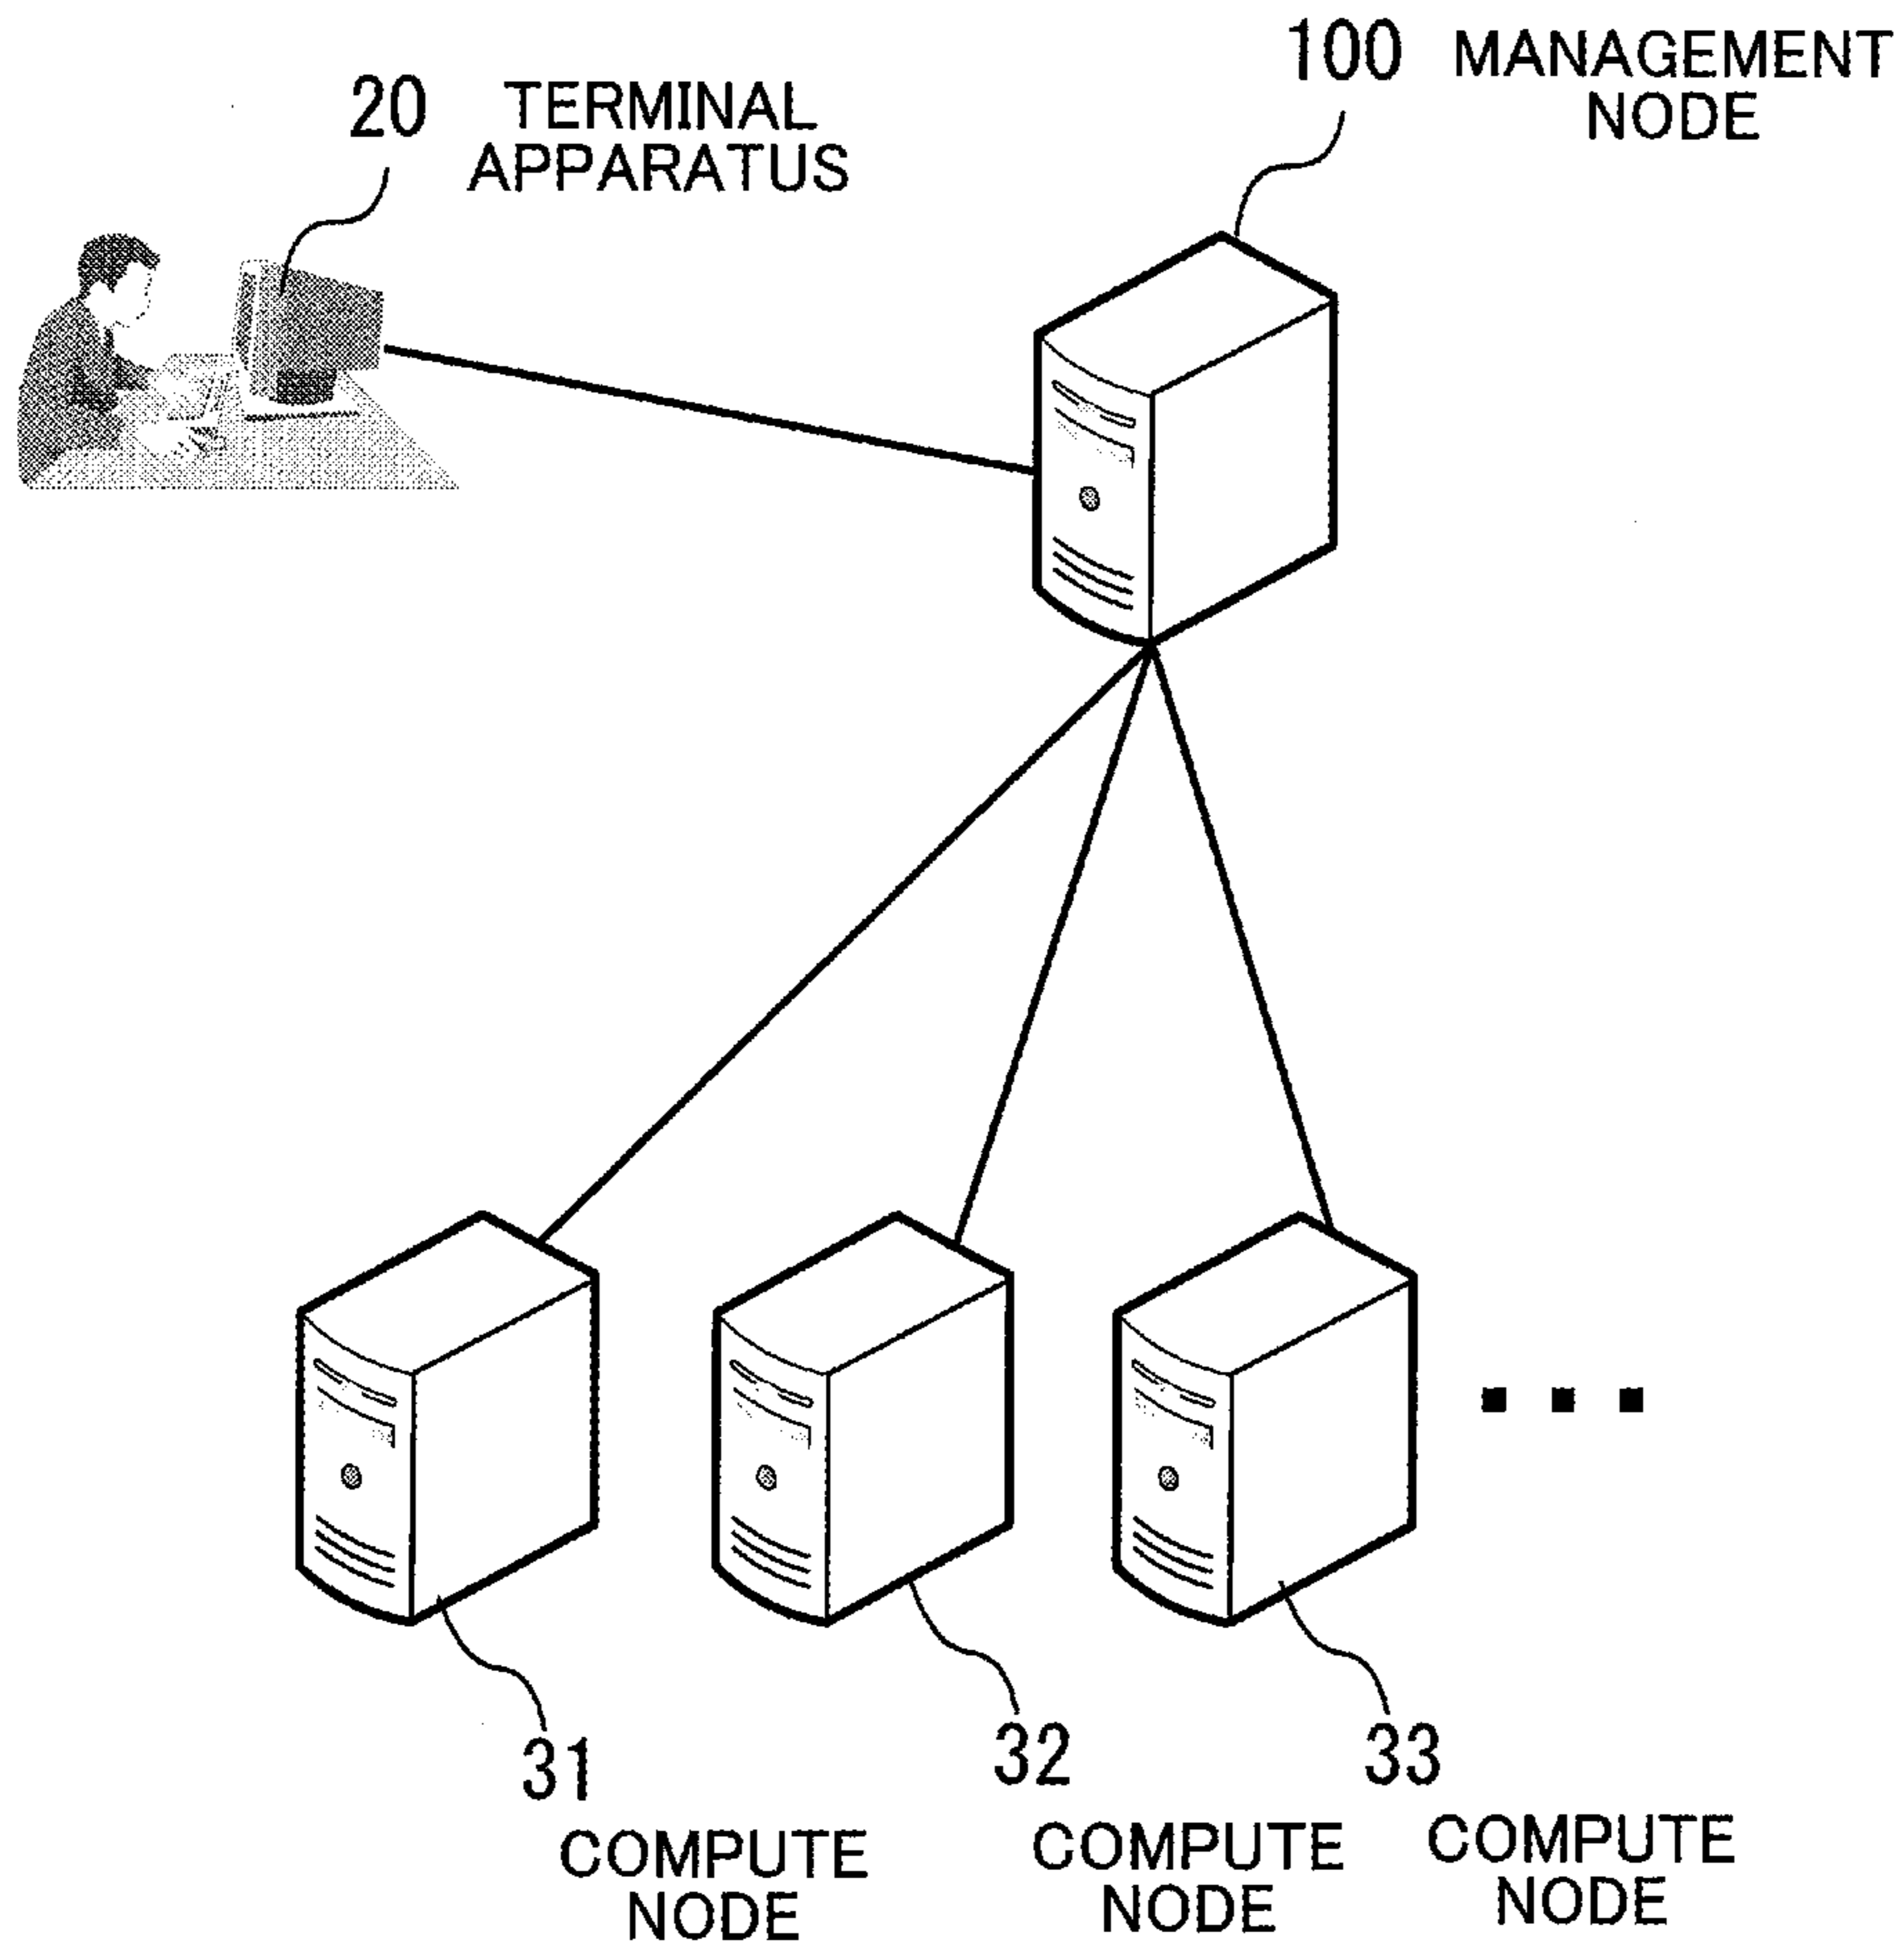 100 MANAGEMENT
NODE
20 TERMINAL
APPARATUS
31
COMPUTE
NODE
32
COMPUTE
NODE
33
COMPUTE
NODE